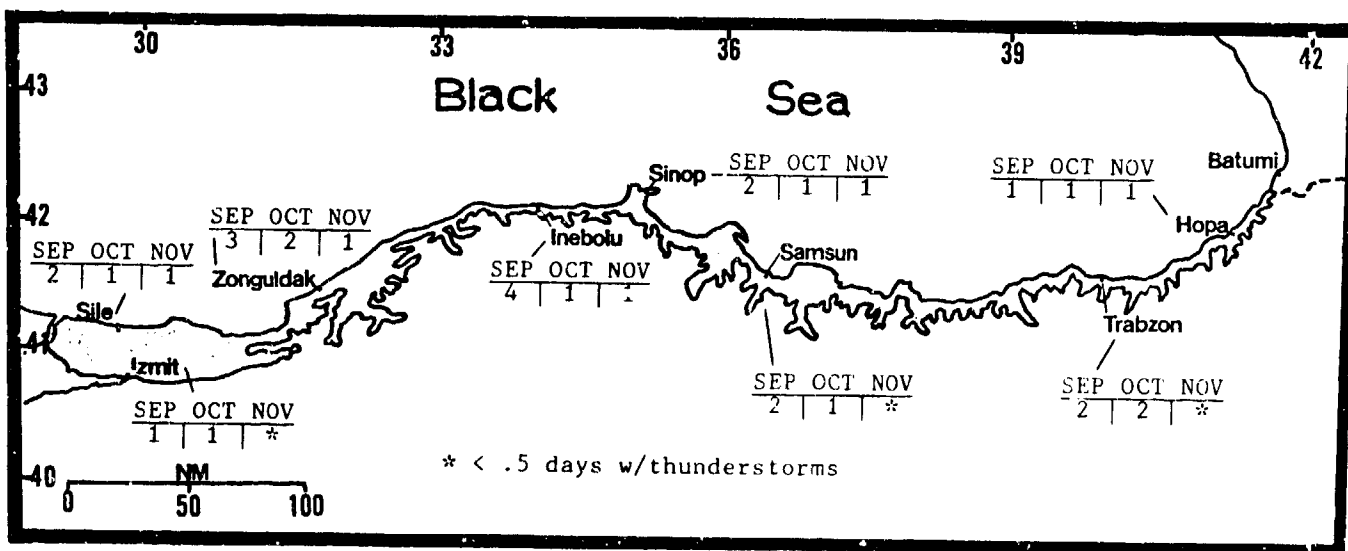 30 33 36 39 42
43
Black Sea
Batumi
Sinop
SEP OCT NOV
2 1 1
SEP OCT NOV
1 1 1
Hopa
42
SEP OCT NOV
3 2 1
Zonguldak
Inebolu
SEP OCT NOV
4 1 1
Samsun
SEP OCT NOV
2 1 1
Sile
41
Izmit
SEP OCT NOV
1 1 *
Trabzon
SEP OCT NOV
2 1 *
SEP OCT NOV
2 2 *
* < .5 days w/thunderstorms
40
NM
0 50 100